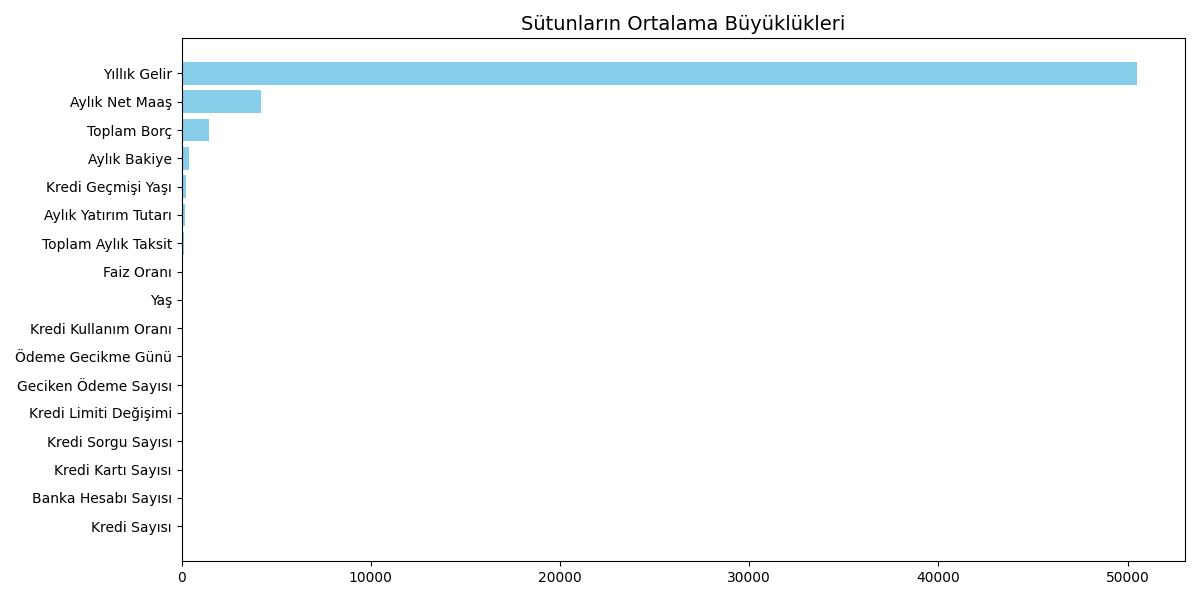 Sütunların Ortalama Büyüklükleri
Yıllık Gelir
Aylık Net Maaş
Toplam Borç
Aylık Bakiye
Kredi Geçmişi Yaşı
Aylık Yatırım Tutarı
Toplam Aylık Taksit
Faiz Oranı
Yaş
Kredi Kullanım Oranı
Ödeme Gecikme Günü
Geciken Ödeme Sayısı
Kredi Limiti Değişimi
Kredi Sorgu Sayısı
Kredi Kartı Sayısı
Banka Hesabı Sayısı
Kredi Sayısı
0 10000 20000 30000 40000 50000